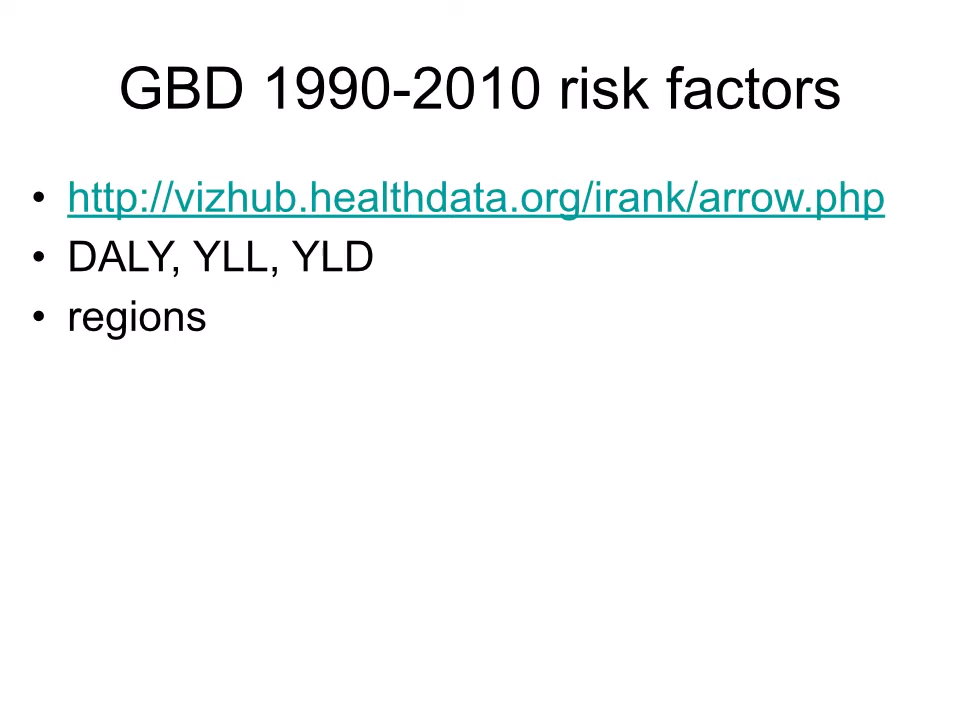 GBD 1990-2010 risk factors
• http://vizhub.healthdata.org/irank/arrow.php
• DALY, YLL, YLD
• regions